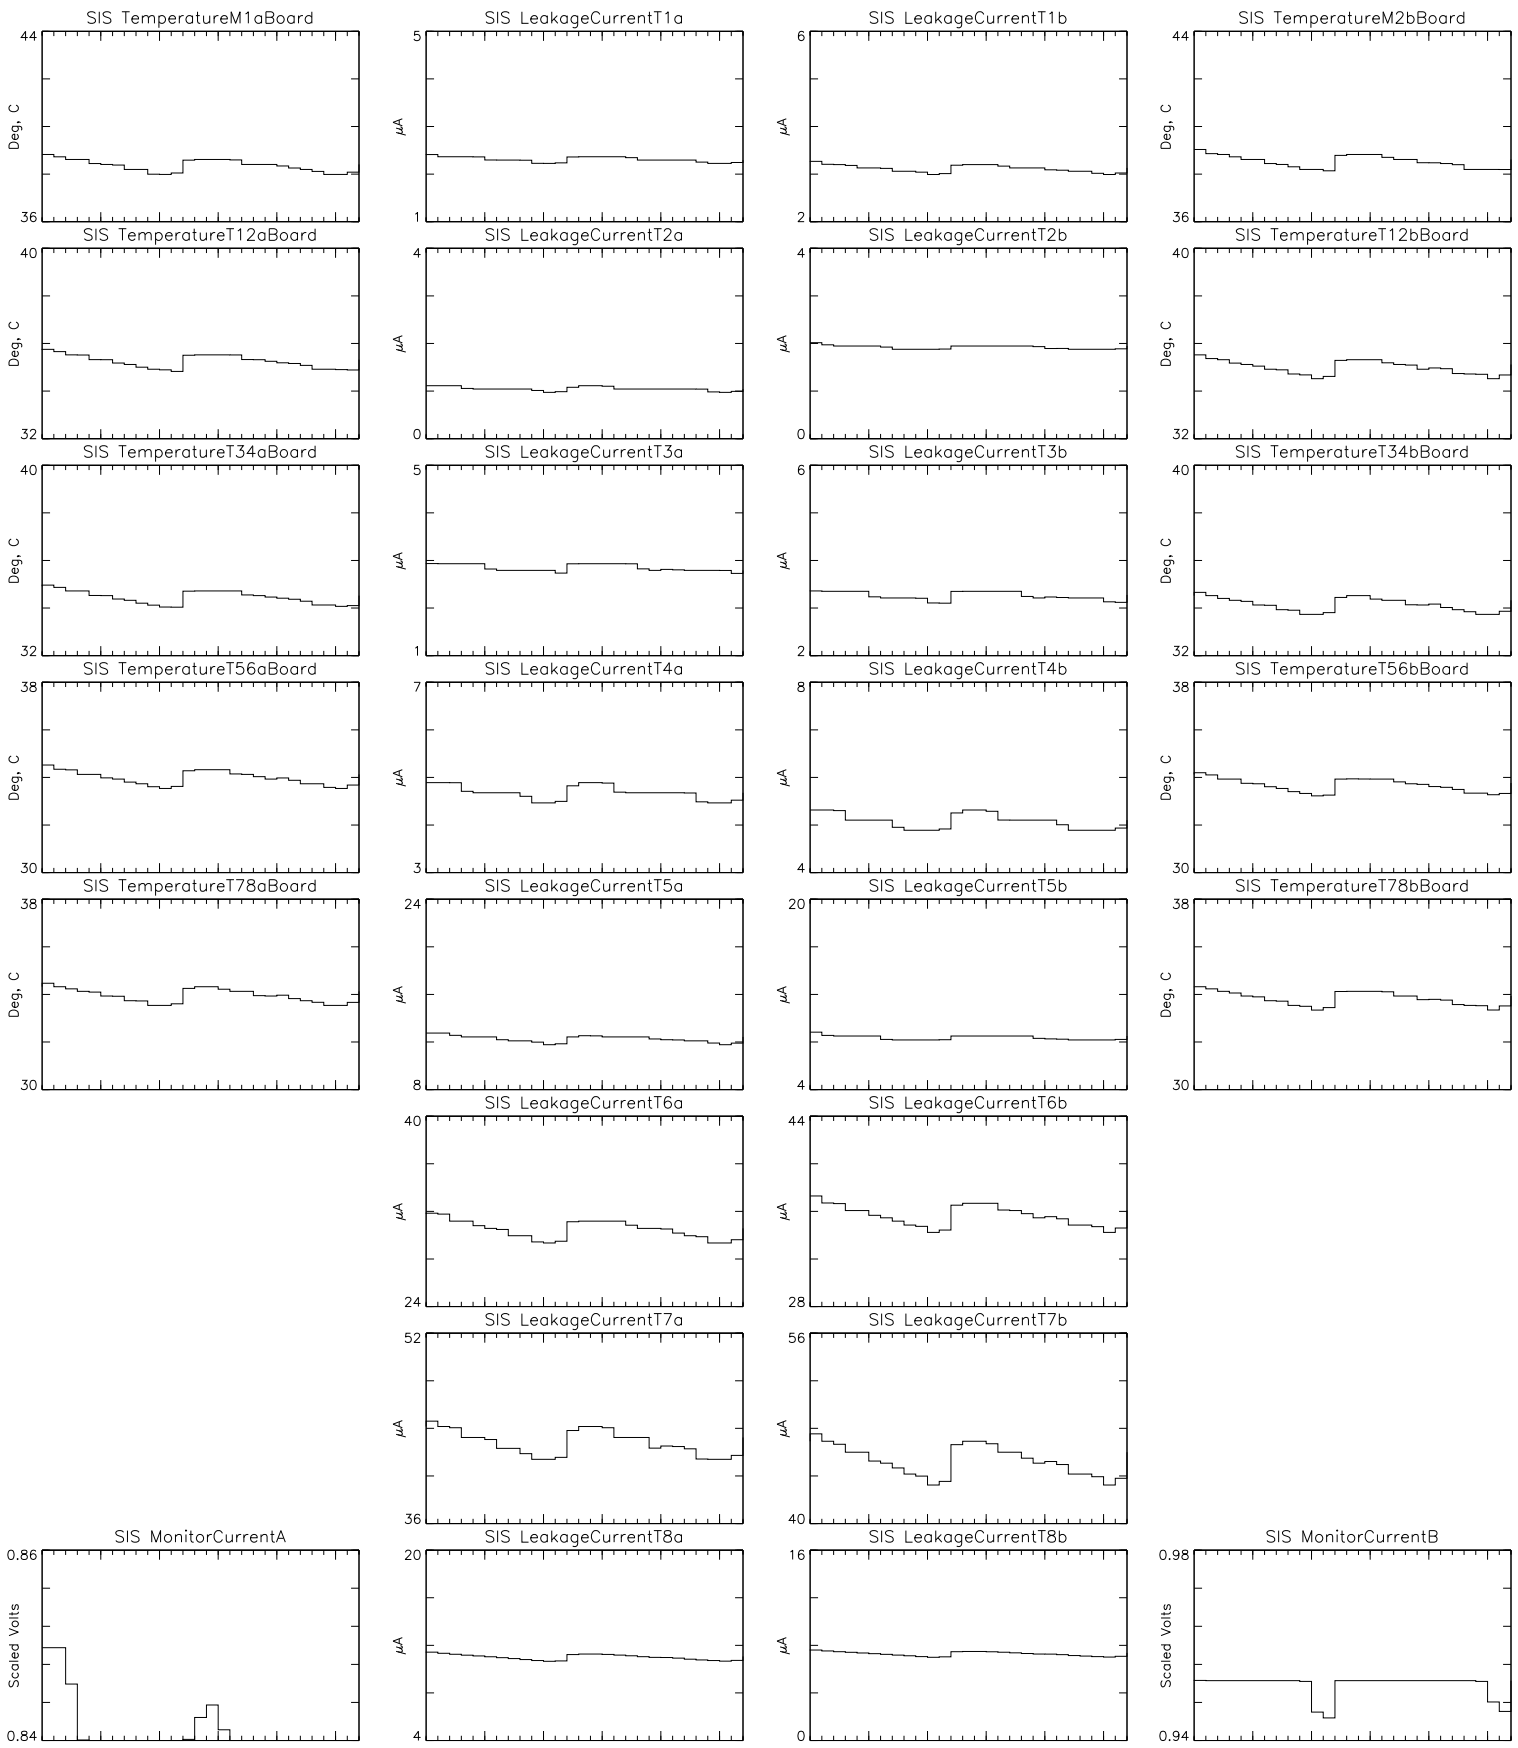 SIS TemperatureM1aBoard
44
Deg, C
36
SIS LeakageCurrentT1a
5
μA
1
SIS LeakageCurrentT1b
6
μA
2
SIS TemperatureM2bBoard
44
Deg, C
36
SIS TemperatureT12aBoard
40
Deg, C
32
SIS LeakageCurrentT2a
4
μA
0
SIS LeakageCurrentT2b
4
μA
0
SIS TemperatureT12bBoard
40
Deg, C
32
SIS TemperatureT34aBoard
40
Deg, C
32
SIS LeakageCurrentT3a
5
μA
1
SIS LeakageCurrentT3b
6
μA
2
SIS TemperatureT34bBoard
40
Deg, C
32
SIS TemperatureT56aBoard
38
Deg, C
30
SIS LeakageCurrentT4a
7
μA
3
SIS LeakageCurrentT4b
8
μA
4
SIS TemperatureT56bBoard
38
Deg, C
30
SIS TemperatureT78aBoard
38
Deg, C
30
SIS LeakageCurrentT5a
24
μA
8
SIS LeakageCurrentT5b
20
μA
4
SIS TemperatureT78bBoard
38
Deg, C
30
SIS LeakageCurrentT6a
40
μA
24
SIS LeakageCurrentT6b
44
μA
28
SIS LeakageCurrentT7a
52
μA
36
SIS LeakageCurrentT7b
56
μA
40
SIS MonitorCurrentA
0.86
Scaled Volts
0.84
SIS LeakageCurrentT8a
20
μA
4
SIS LeakageCurrentT8b
16
μA
0
SIS MonitorCurrentB
0.98
Scaled Volts
0.94